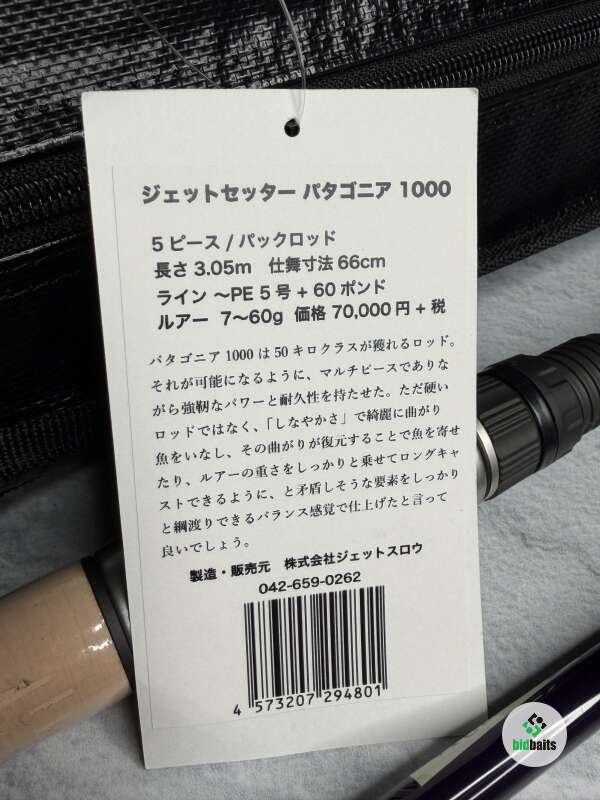 ジェットセッター パタゴニア 1000
5 ピース / パックロッド
長さ 3.05m 仕舞寸法 66cm
ライン ～PE 5 号 + 60 ポンド
ルアー 7～60g 価格 70,000 円 + 税
パタゴニア 1000 は 50 キロクラスが獲れるロッド。
それが可能になるように、マルチピースでありな
がら強靭なパワーと耐久性を持たせた。ただ硬い
ロッドではなく、「しなやかさ」で綺麗に曲がり
魚をいなし、その曲がりが復元することで魚を寄せ
たり、ルアーの重さをしっかりと乗せてロングキャ
ストできるように、と矛盾しそうな要素をしっかり
と綱渡りできるバランス感覚で仕上げたと言って
良いでしょう。
製造・販売元 株式会社ジェットスロウ
042-659-0262
4 573207 294801
bidbaits